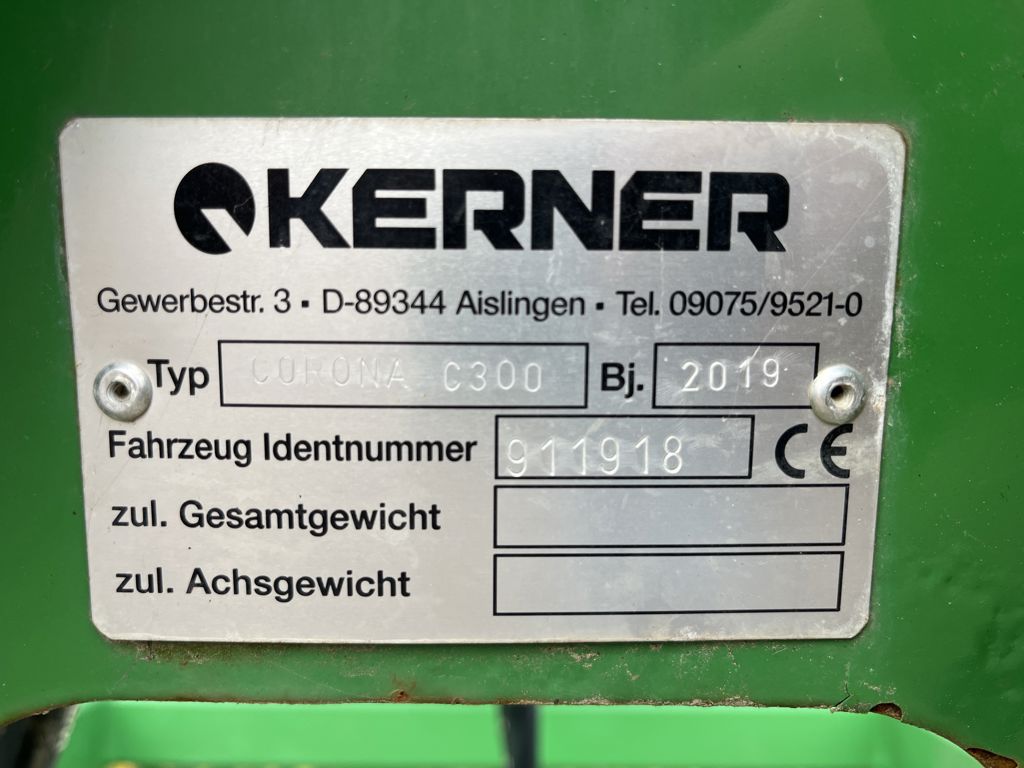 KERNER
Gewerbestr. 3 ▪ D-89344 Aislingen ▪ Tel. 09075/9521-0
Typ CORONA C300 Bj. 2019
Fahrzeug Identnummer 911918 CE
zul. Gesamtgewicht
zul. Achsgewicht